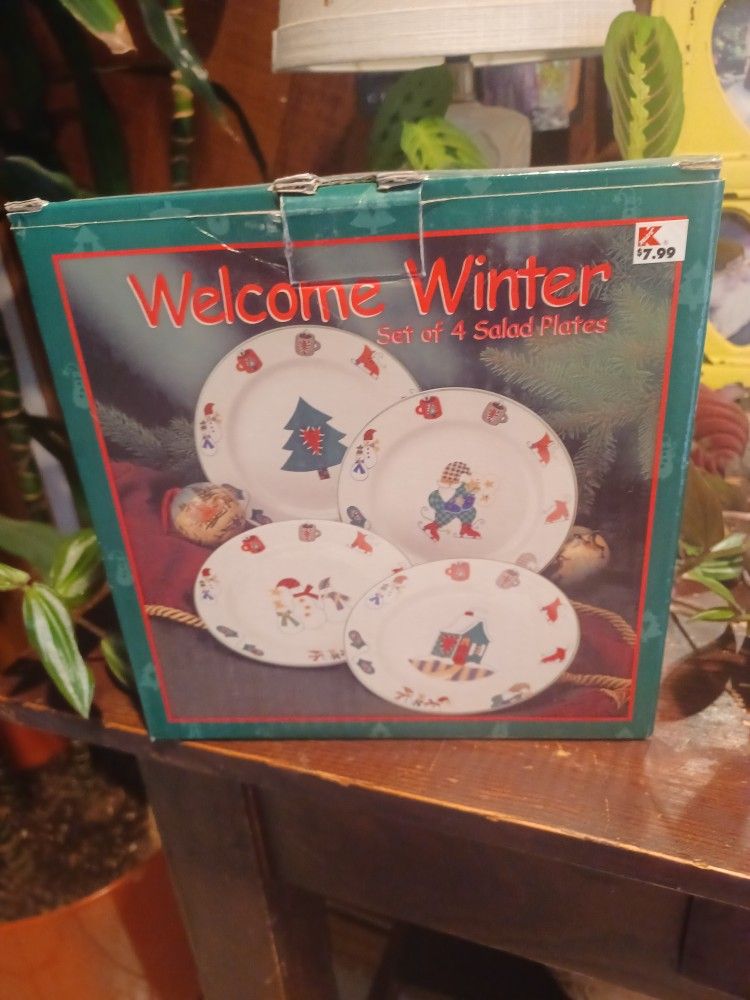 K
$7.99
Welcome Winter
Set of 4 Salad Plates